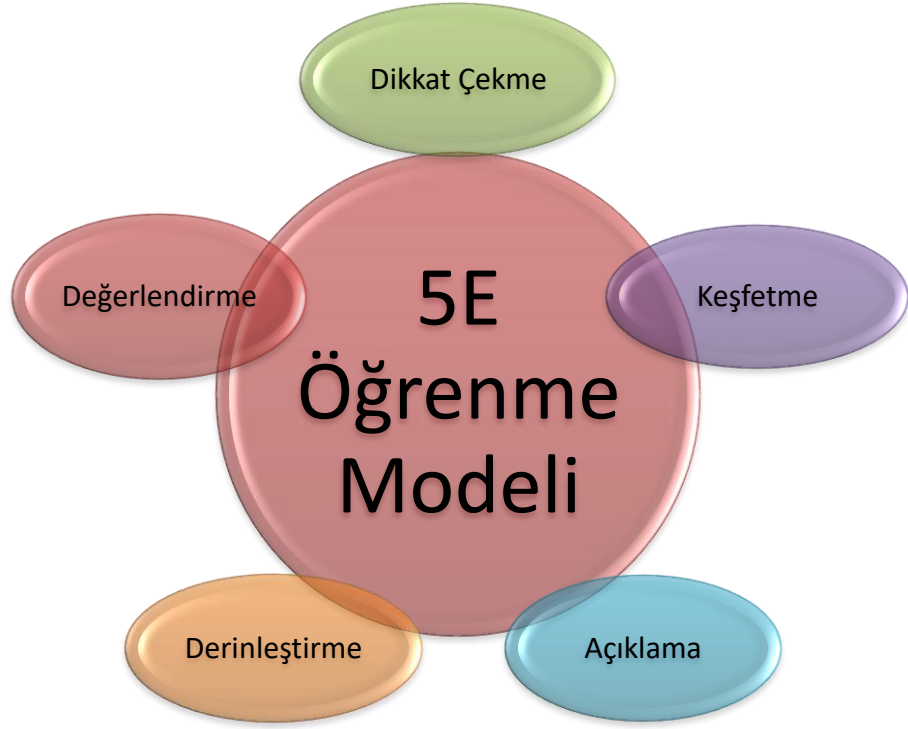 Dikkat Çekme
Değerlendirme
5E
Öğrenme
Modeli
Keşfetme
Derinleştirme
Açıklama